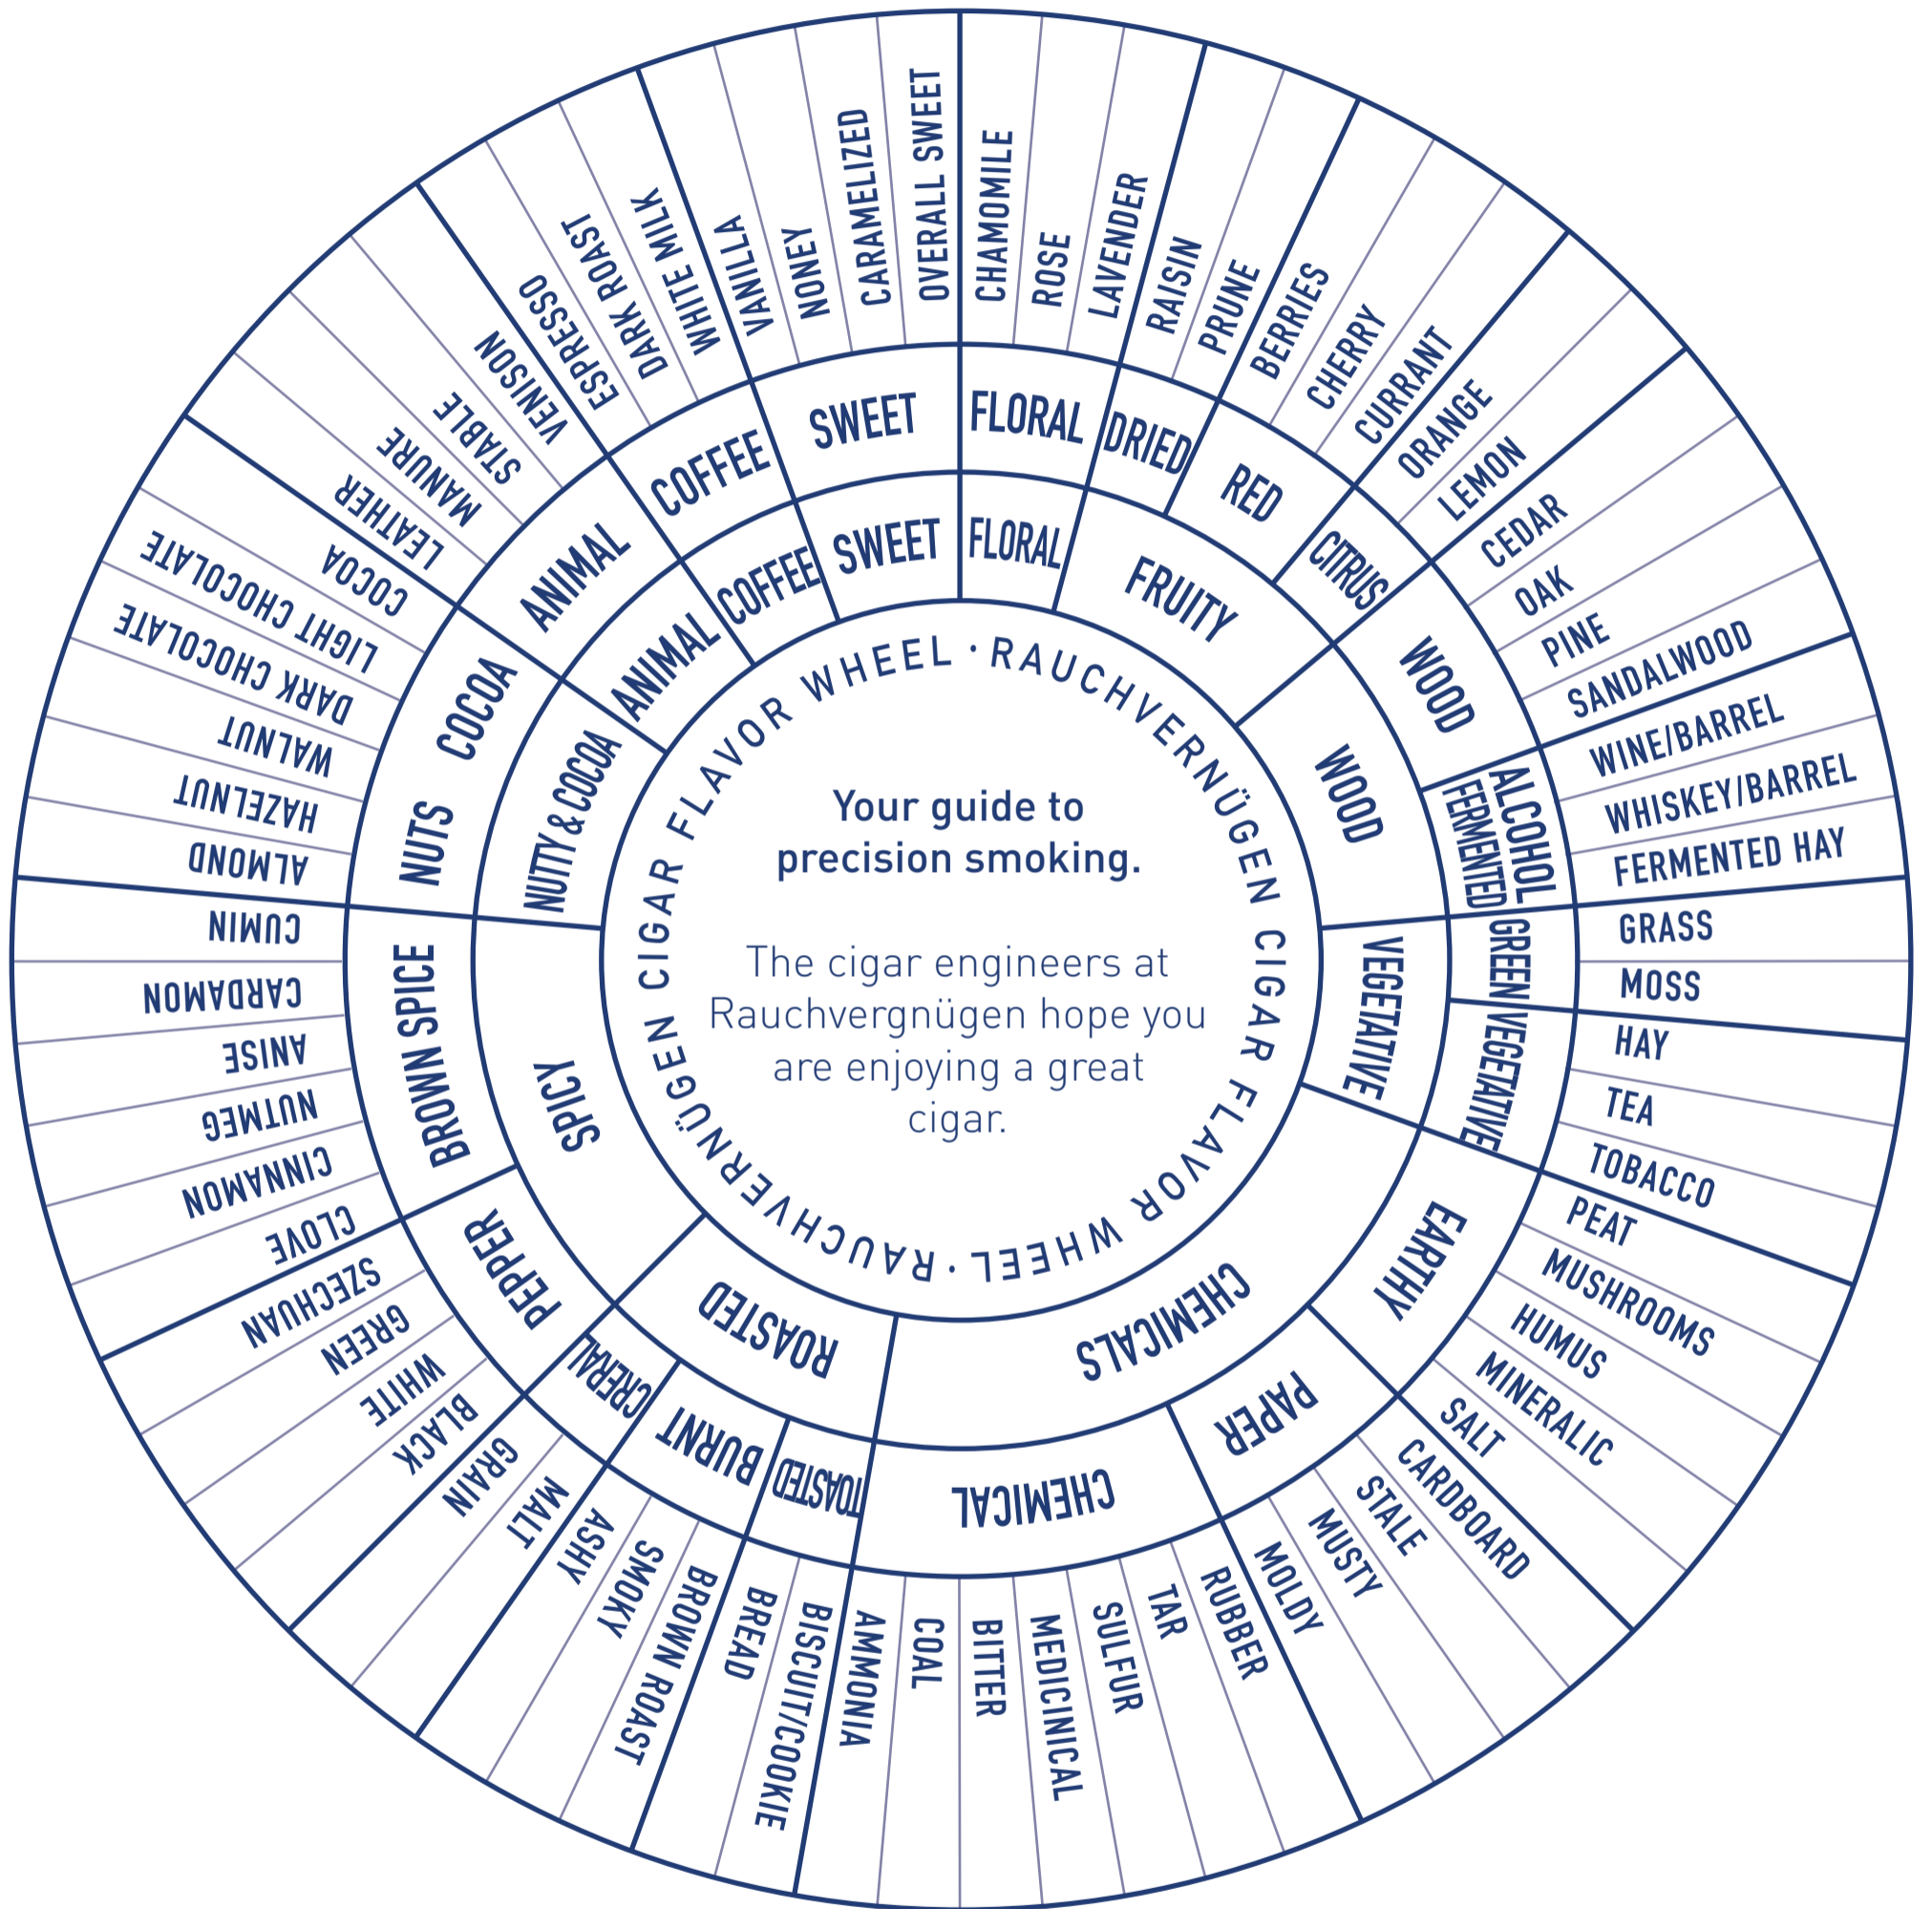 Your guide to
precision smoking.
The cigar engineers at
Rauchvergnügen hope you
are enjoying a great
cigar.
RAUCHVERNÜGEN CIGAR FLAVOR WHEEL ·
RAUCHVERNÜGEN CIGAR FLAVOR WHEEL ·
FLORAL
FRUITY
WOOD
VEGETATIVE
CHEMICALS
ROASTED
SPICY
NUTTY & COCOA
ANIMAL
COFFEE
SWEET
FLORAL
DRIED
RED
CITRUS
WOOD
ALCOHOL
FERMENTED
GREEN
VEGETATIVE
EARTHY
PAPER
CHEMICAL
TOASTED
BURNT
CRERAL
PEPPER
BROWN SPICE
NUTS
COCOA
ANIMAL
COFFEE
SWEET
CHAMOMILE
ROSE
LAVENDER
RAISIN
PRUNE
BERRIES
CHERRY
CURRANT
ORANGE
LEMON
CEDAR
OAK
PINE
SANDALWOOD
WINE/BARREL
WHISKEY/BARREL
FERMENTED HAY
GRASS
MOSS
HAY
TEA
TOBACCO
PEAT
MUSHROOMS
HUMUS
MINERALIC
SALT
CARDBOARD
STALE
MUSTY
MOLDY
RUBBER
TAR
SULFUR
MEDICINICAL
BITTER
COAL
AMMONIA
BISCUIT/COOKIE
BREAD
BROWN ROAST
SMOKY
ASHY
MALT
GRAIN
BLACK
WHITE
GREEN
SZECHUAN
CLOVE
CINNAMON
NUTMEG
ANISE
CARDAMON
CUMIN
ALMOND
HAZELNUT
WALNUT
DARK CHOCOLATE
LIGHT CHOCOLATE
COCOA
LEATHER
MANURE
STABLE
VENISON
ESPRESSO
DARK ROAST
WHITE MILK
VANILLA
NONEY
CARAMELIZED
OVERALL SWEET